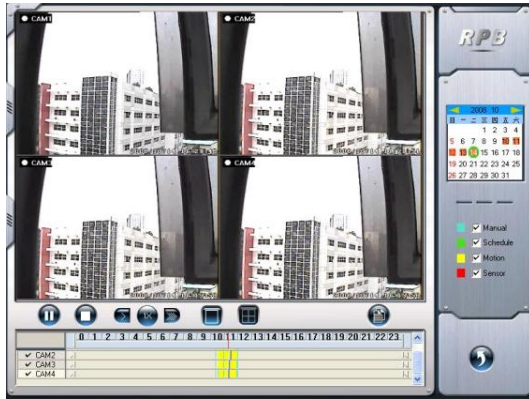 CAM1
CAM2
CAM3
CAM4
RPB
2008 10
日 一 二 三 四 五 六
1 2 3 4
5 6 7 8 9 10 11
12 13 14 15 16 17 18
19 20 21 22 23 24 25
26 27 28 29 30 31
Manual
Schedule
Motion
Sensor
1X
0 1 2 3 4 5 6 7 8 9 10 11 12 13 14 15 16 17 18 19 20 21 22 23
CAM2
CAM3
CAM4